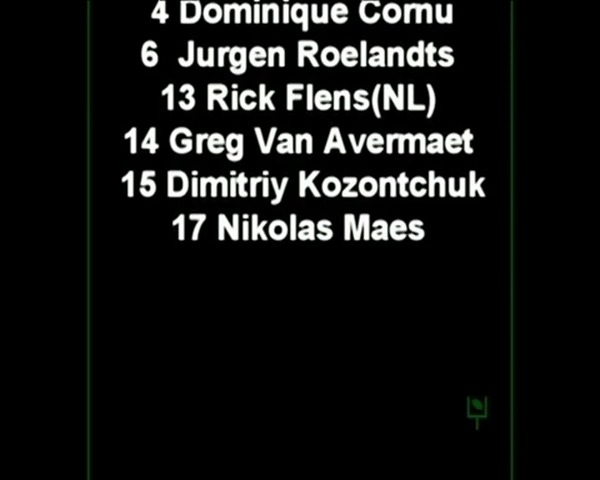 4 Dominique Cornu
6 Jurgen Roelandts
13 Rick Flens(NL)
14 Greg Van Avermaet
15 Dimitriy Kozontchuk
17 Nikolas Maes